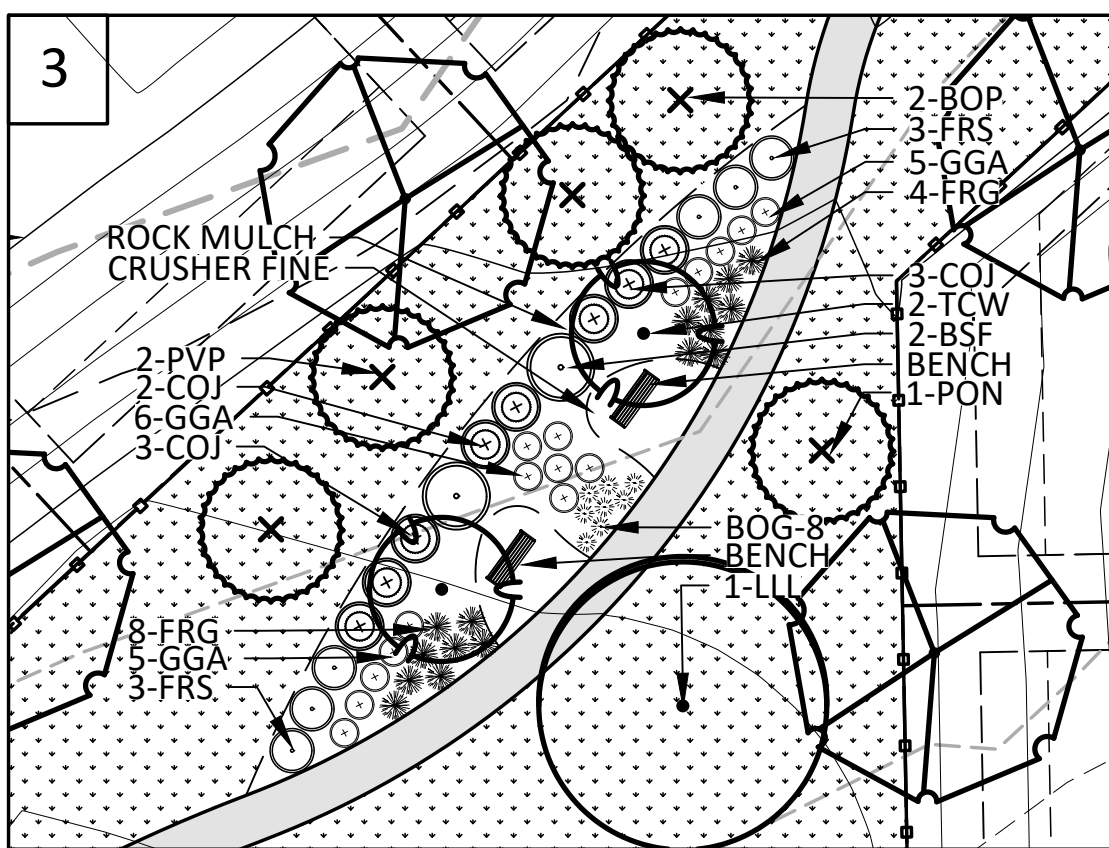 3
2-BOP
3-FRS
5-GGA
4-FRG
ROCK MULCH
CRUSHER FINE
3-COJ
2-TCW
2-BSF
BENCH
1-PON
2-PVP
2-COJ
6-GGA
3-COJ
BOG-8
BENCH
1-LLL
8-FRG
5-GGA
3-FRS